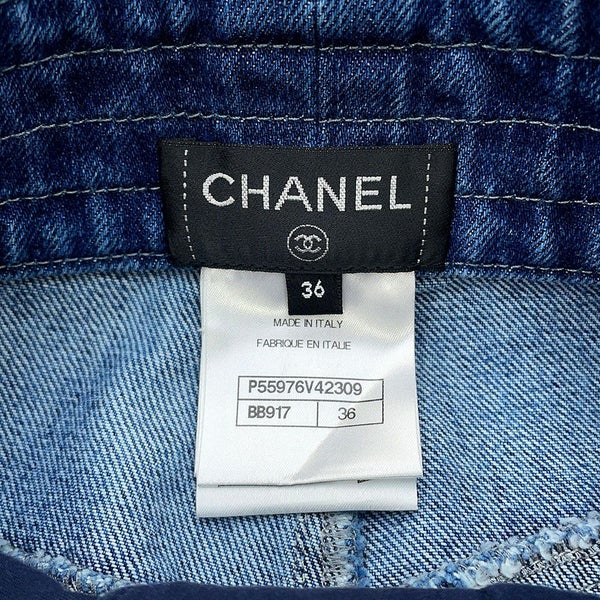 CHANEL
36
MADE IN ITALY
FABRIQUE EN ITALIE
P55976V42309
BB917 36